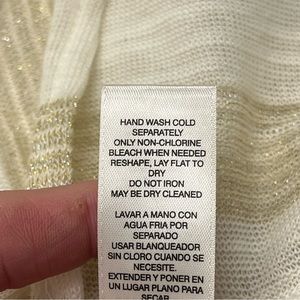 HAND WASH COLD
SEPARATELY
ONLY NON-CHLORINE
BLEACH WHEN NEEDED
RESHAPE, LAY FLAT TO
DRY
DO NOT IRON
MAY BE DRY CLEANED
LAVAR A MANO CON
AGUA FRIA POR
SEPARADO
USAR BLANQUEADOR
SIN CLORO CUANDO SE
NECESITE.
EXTENDER Y PONER EN
UN LUGAR PLANO PARA
SECAR